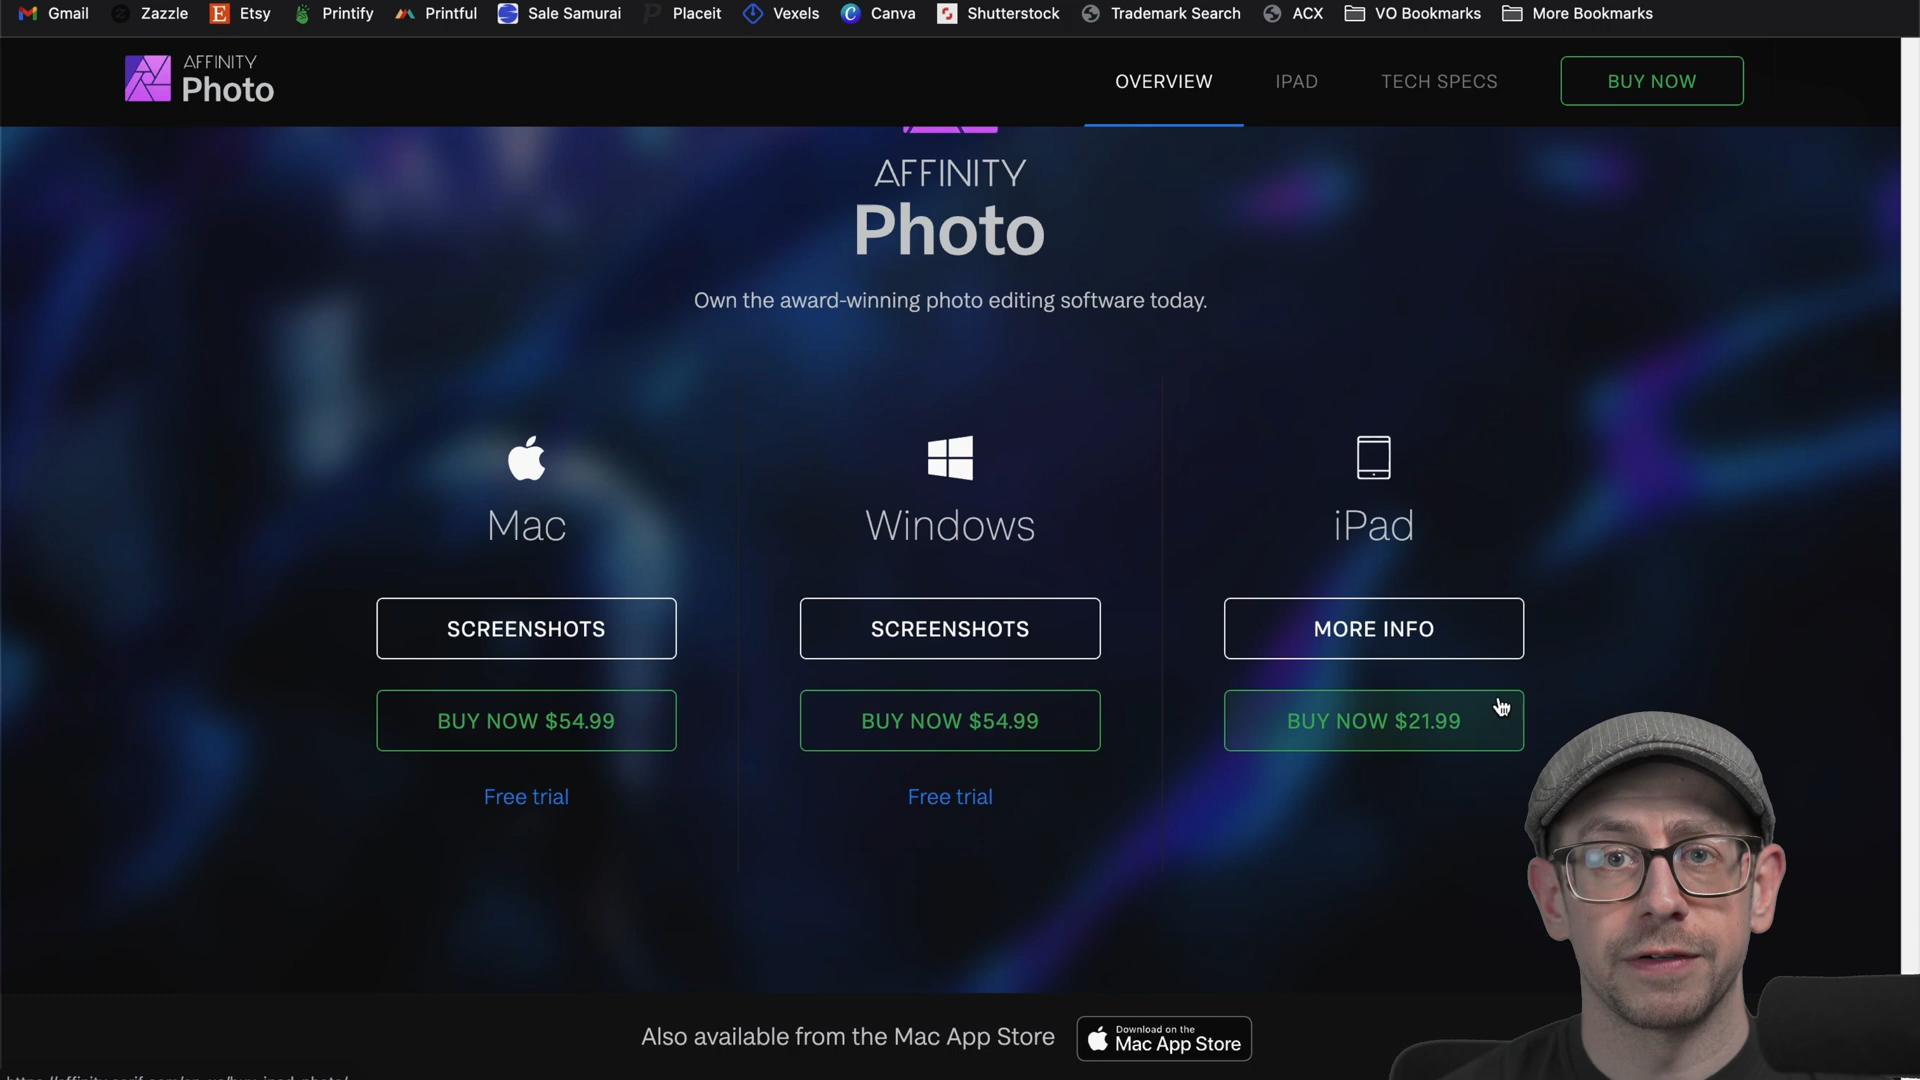 Gmail Zazzle Etsy Printify Printful Sale Samurai Placeit Vexels Canva Shutterstock Trademark Search ACX VO Bookmarks More Bookmarks
AFFINITY
Photo
OVERVIEW IPAD TECH SPECS BUY NOW
AFFINITY
Photo
Own the award-winning photo editing software today.
Mac Windows iPad
SCREENSHOTS SCREENSHOTS MORE INFO
BUY NOW $54.99 BUY NOW $54.99 BUY NOW $21.99
Free trial Free trial
Also available from the Mac App Store
Download on the
Mac App Store